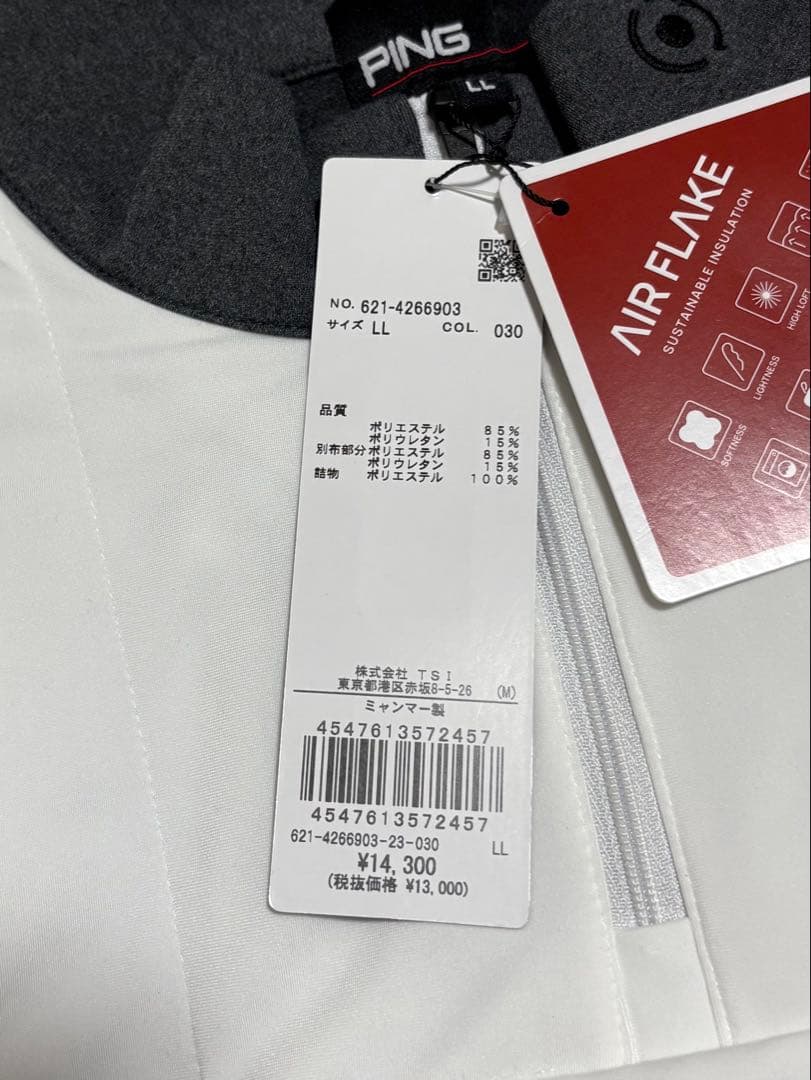 PING
LL
NO. 621-4266903
サイズ LL COL. 030
品質
ポリエステル 85%
ポリウレタン 15%
別布部分 ポリエステル 85%
ポリウレタン 15%
詰物 ポリエステル 100%
株式会社 TSI
東京都港区赤坂8-5-26 (M)
ミャンマー製
4547613572457
4547613572457
621-4266903-23-030 LL
¥14,300
(税抜価格 ¥13,000)
AIR FLAKE
SUSTAINABLE INSULATION
HIGH LOFT
LIGHTNESS
SOFTNESS